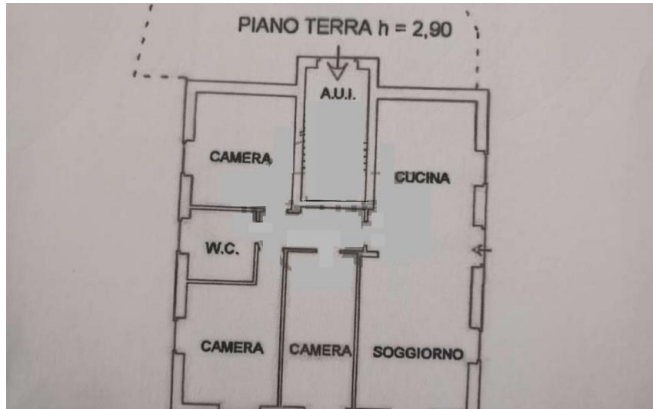 PIANO TERRA h = 2,90
A.U.I.
CAMERA
CUCINA
W.C.
CAMERA
CAMERA
SOGGIORNO